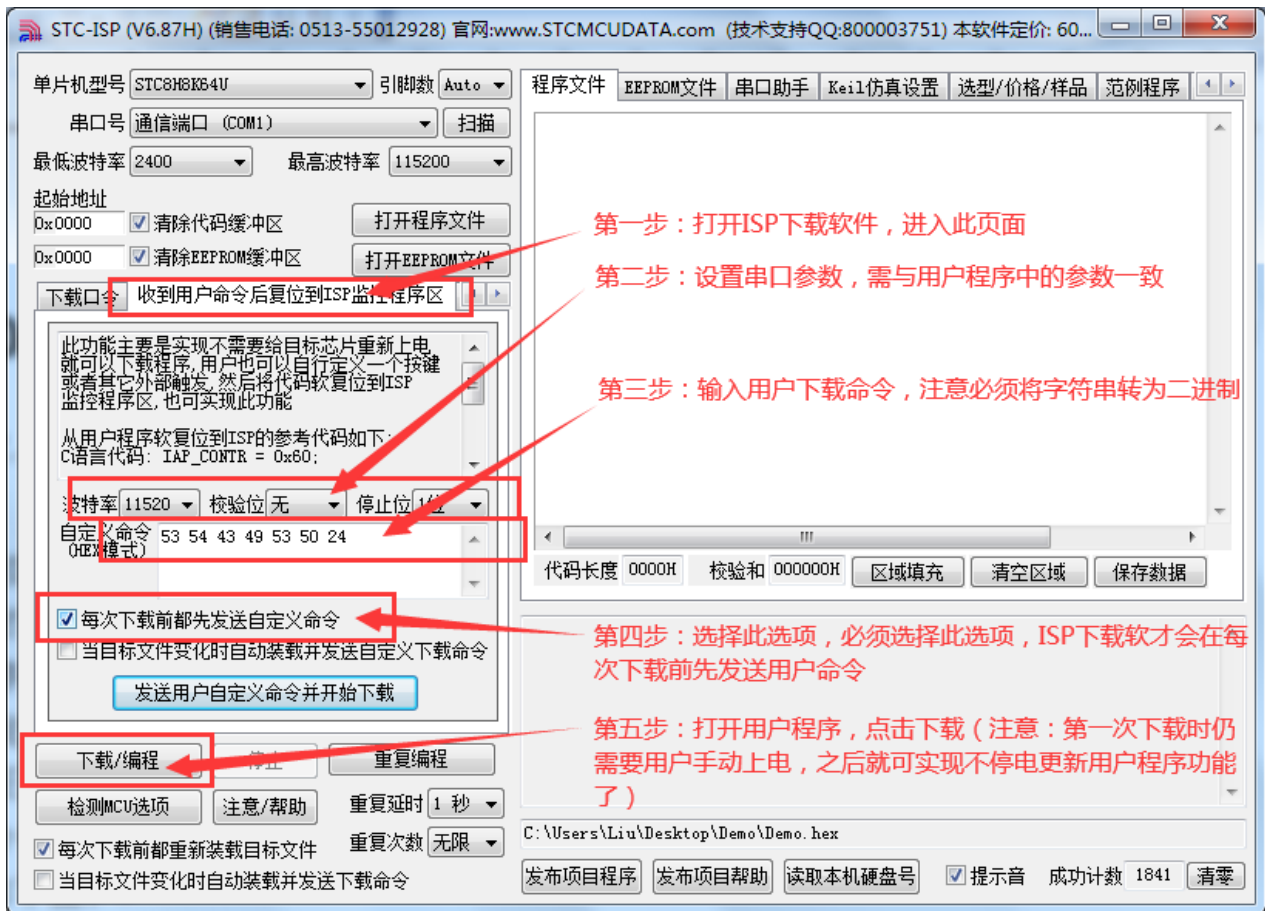 STC-ISP (V6.87H) (销售电话: 0513-55012928) 官网:www.STCMCUDATA.com (技术支持QQ:800003751) 本软件定价: 60...
单片机型号 STC8H8K64U 引脚数 Auto
串口号 通信端口 (COM1) 扫描
最低波特率 2400 最高波特率 115200
起始地址
0x0000 清除代码缓冲区 打开程序文件
0x0000 清除EEPROM缓冲区 打开EEPROM文件
下载口令 收到用户命令后复位到ISP监控程序区
此功能主要是实现不需要给目标芯片重新上电,
就可以下载程序,用户也可以自行定义一个按键
或者其它外部触发,然后将代码软复位到ISP
监控程序区,也可实现此功能
从用户程序软复位到ISP的参考代码如下:
C语言代码: IAP_CONTR = 0x60;
波特率 11520 校验位 无 停止位 1位
自定义命令
(HEX模式)
53 54 43 49 53 50 24
每次下载前都先发送自定义命令
当目标文件变化时自动装载并发送自定义下载命令
发送用户自定义命令并开始下载
下载/编程 停止 重复编程
检测MCU选项 注意/帮助 重复延时 1 秒
每次下载前都重新装载目标文件 重复次数 无限
当目标文件变化时自动装载并发送下载命令
程序文件 EEPROM文件 串口助手 Keil仿真设置 选型/价格/样品 范例程序
第一步：打开ISP下载软件，进入此页面
第二步：设置串口参数，需与用户程序中的参数一致
第三步：输入用户下载命令，注意必须将字符串转为二进制
代码长度 0000H 校验和 000000H 区域填充 清空区域 保存数据
第四步：选择此选项，必须选择此选项，ISP下载软才会在每
次下载前先发送用户命令
第五步：打开用户程序，点击下载（注意：第一次下载时仍
需要用户手动上电，之后就可实现不停电更新用户程序功能
了）
C:\Users\Liu\Desktop\Demo\Demo.hex
发布项目程序 发布项目帮助 读取本机硬盘号 提示音 成功计数 1841 清零